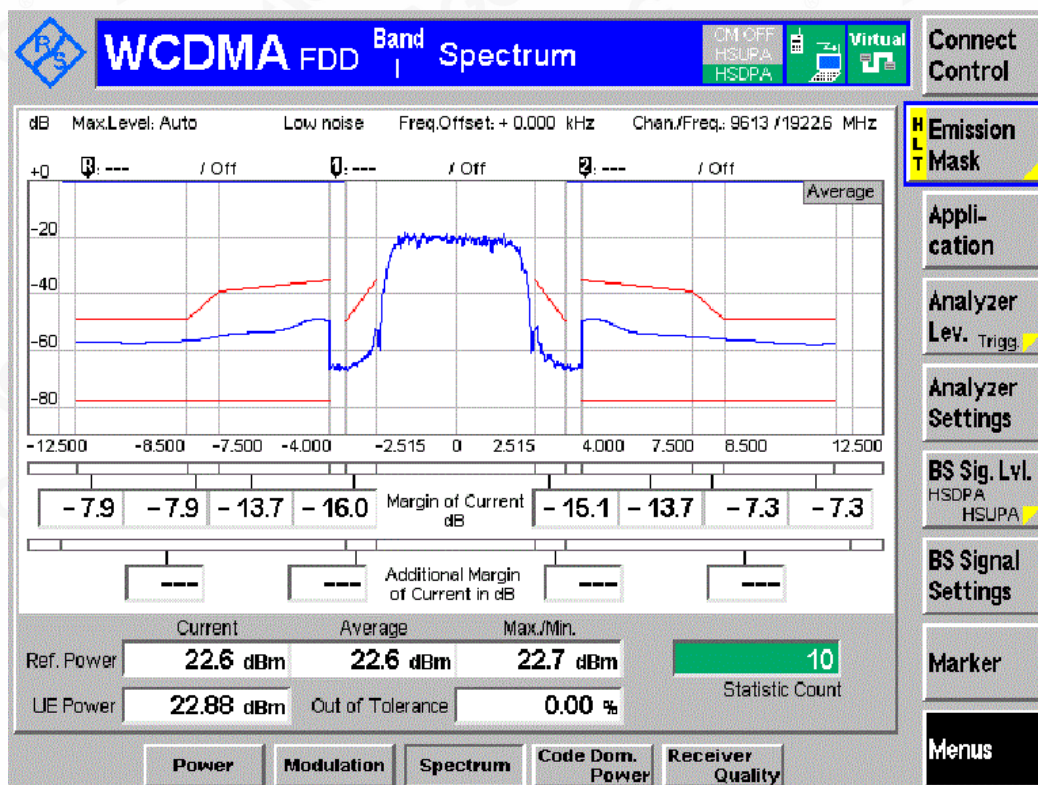 R S
WCDMA FDD Band I Spectrum
CM OFF
HSUPA
HSDPA
Virtual
Connect Control
dB Max.Level: Auto Low noise Freq.Offset: + 0.000 kHz Chan./Freq.: 9613 / 1922.6 MHz
HLT
Emission Mask
R: --- / Off 1: --- / Off 2: --- / Off
+0
Average
-20
-40
-60
-80
Appli-
cation
Analyzer
Lev. Trigg.
Analyzer
Settings
-12.500 -8.500 -7.500 -4.000 -2.515 0 2.515 4.000 7.500 8.500 12.500
BS Sig. Lvl.
HSDPA
HSUPA
- 7.9 - 7.9 - 13.7 - 16.0 Margin of Current dB - 15.1 - 13.7 - 7.3 - 7.3
--- --- Additional Margin of Current in dB --- ---
BS Signal
Settings
Current Average Max./Min.
Ref. Power 22.6 dBm 22.6 dBm 22.7 dBm 10
Statistic Count
UE Power 22.88 dBm Out of Tolerance 0.00 %
Marker
Menus
Power Modulation Spectrum Code Dom. Power Receiver Quality